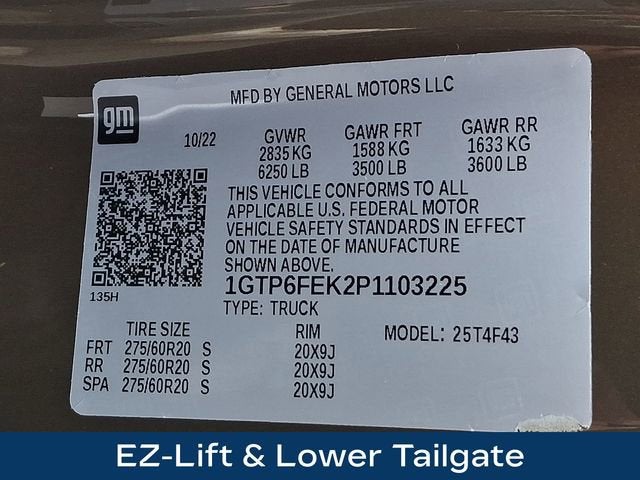 gm
MFD BY GENERAL MOTORS LLC
10/22 GVWR GAWR FRT GAWR RR
2835 KG 1588 KG 1633 KG
6250 LB 3500 LB 3600 LB
THIS VEHICLE CONFORMS TO ALL
APPLICABLE U.S. FEDERAL MOTOR
VEHICLE SAFETY STANDARDS IN EFFECT
ON THE DATE OF MANUFACTURE
SHOWN ABOVE.
135H
1GTP6FEK2P1103225
TYPE: TRUCK
TIRE SIZE RIM MODEL: 25T4F43
FRT 275/60R20 S 20X9J
RR 275/60R20 S 20X9J
SPA 275/60R20 S 20X9J
EZ-Lift & Lower Tailgate